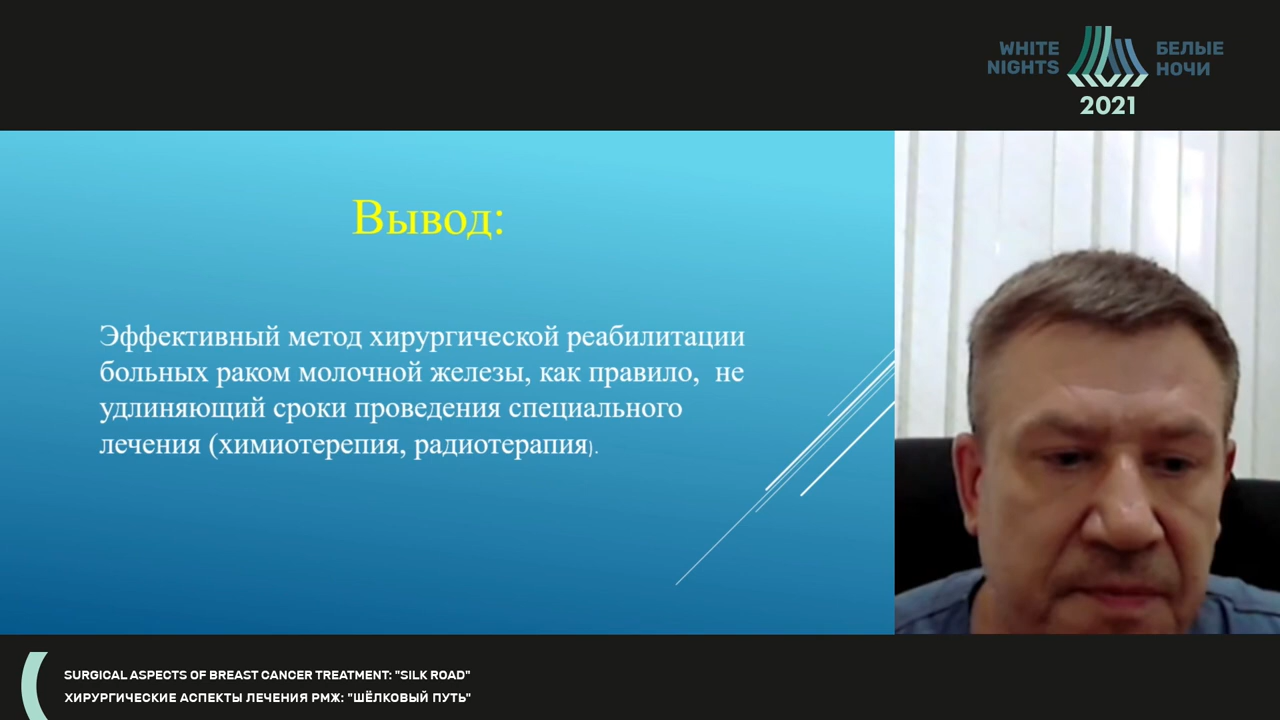 WHITE
NIGHTS
БЕЛЫЕ
НОЧИ
2021
Вывод:
Эффективный метод хирургической реабилитации
больных раком молочной железы, как правило,  не
удлиняющий сроки проведения специального
лечения (химиотерепия, радиотерапия).
SURGICAL ASPECTS OF BREAST CANCER TREATMENT: "SILK ROAD"
ХИРУРГИЧЕСКИЕ АСПЕКТЫ ЛЕЧЕНИЯ РМЖ: "ШЁЛКОВЫЙ ПУТЬ"